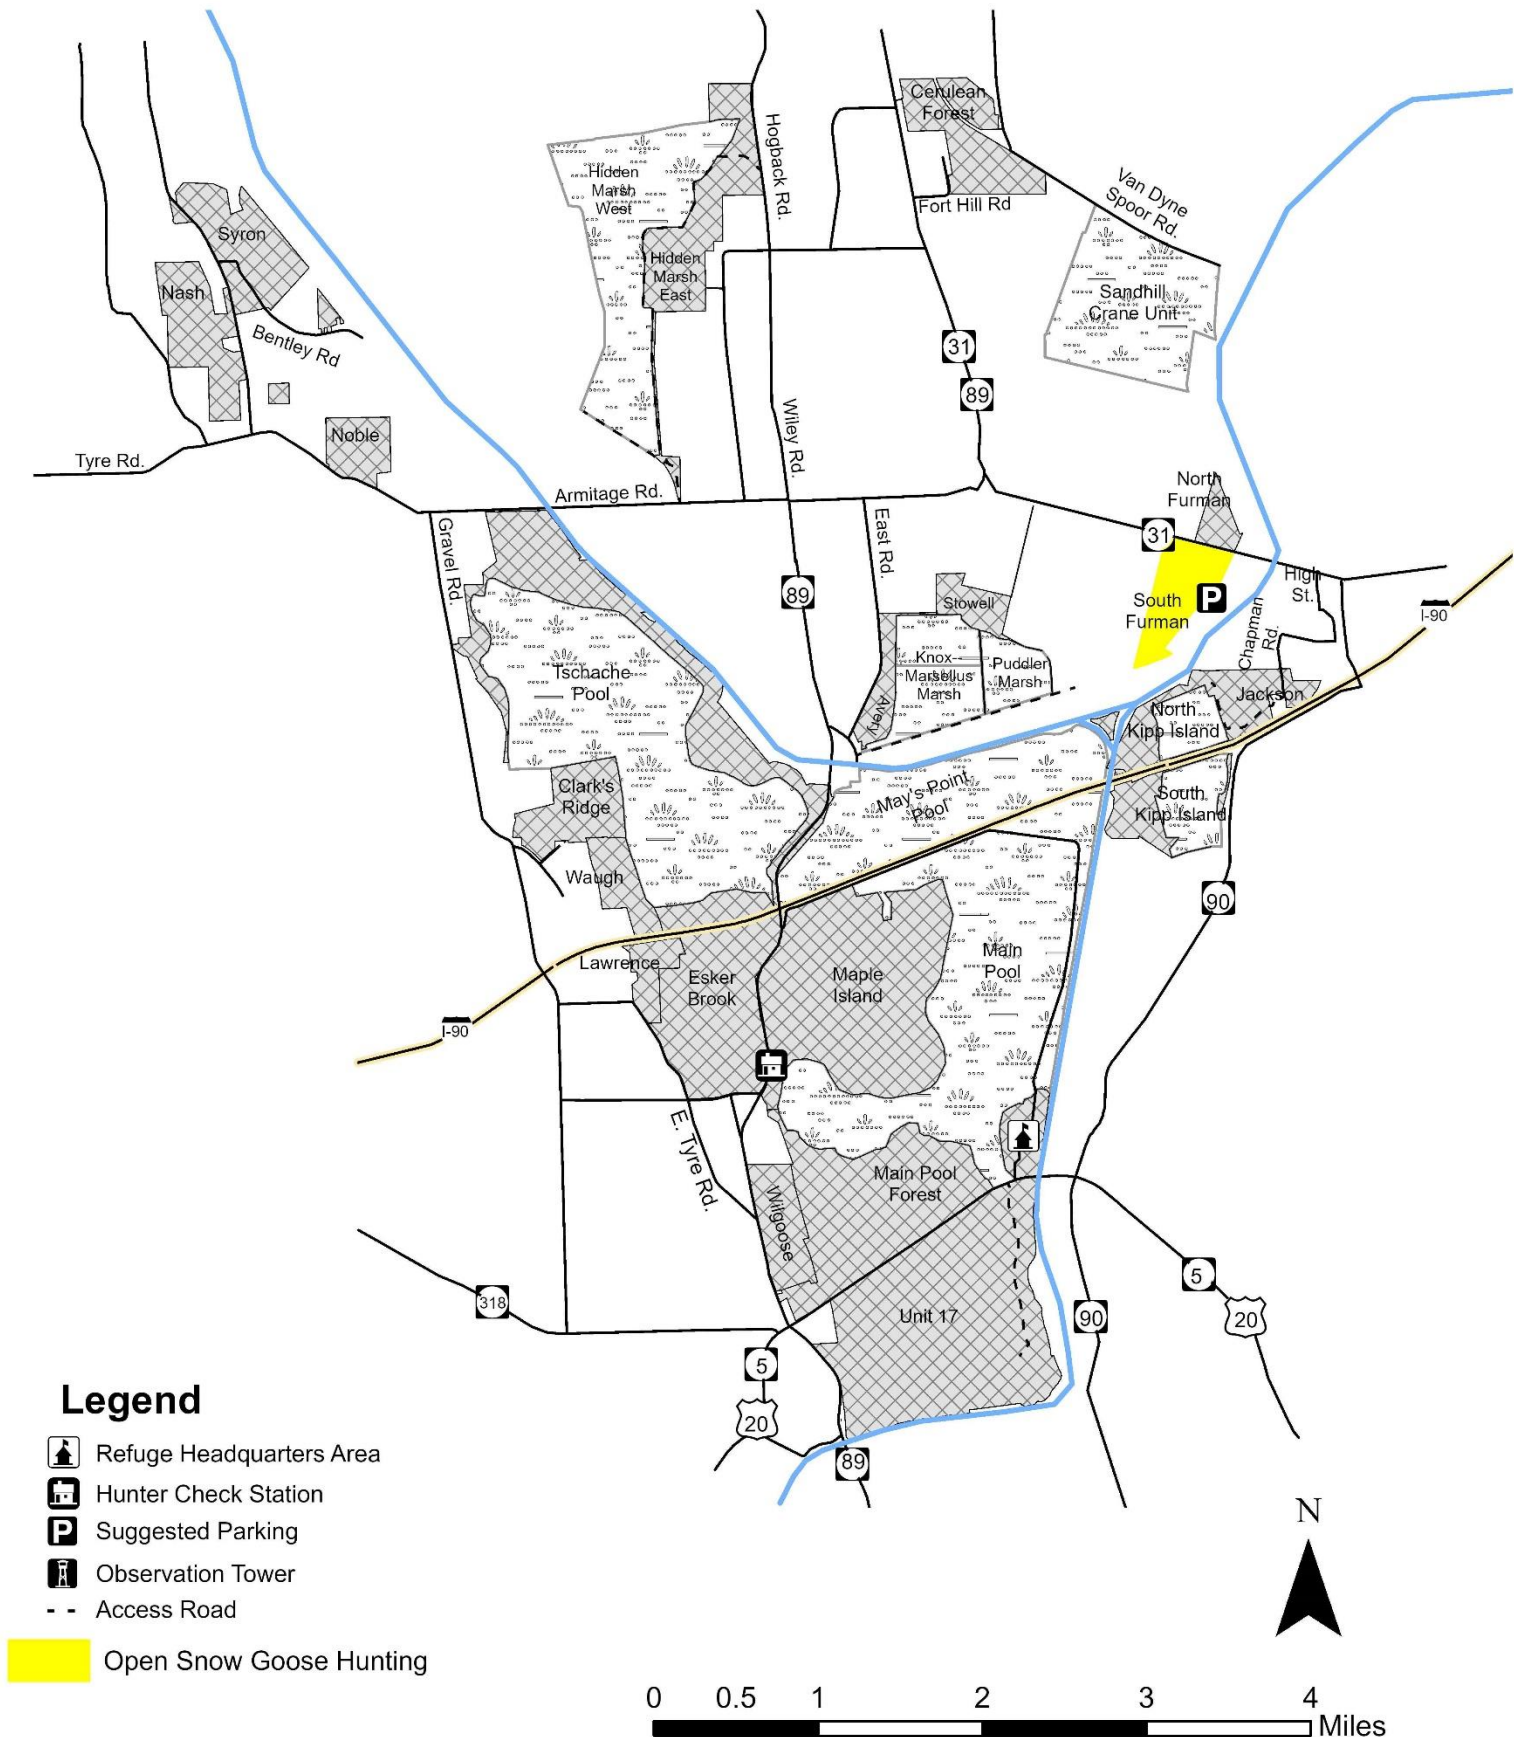 Cerulean
Forest
Hogback Rd.
Hidden
Marsh
West
Van Dyne
Spoor Rd.
Fort Hill Rd
Syron
Hidden
Marsh
East
Nash
Sandhill
Crane Unit
Bentley Rd
31
89
Wiley Rd.
Noble
Tyre Rd.
Armitage Rd.
North
Furman
31
Gravel Rd.
East Rd.
High
St.
89
Stowell
South
Furman
P
Chapman
Rd.
I-90
Tschache
Pool
Knox-
Marsellus
Marsh
Puddler
Marsh
Avery
Jackson
North
Kipp Island
Clark's
Ridge
May's Point
Pool
South
Kipp Island
Waugh
90
Lawrence
Esker
Brook
Maple
Island
Main
Pool
I-90
E. Tyre Rd.
Main Pool
Forest
Wilgoose
5
318
Unit 17
90
20
5
20
89
Legend
Refuge Headquarters Area
Hunter Check Station
P Suggested Parking
Observation Tower
Access Road
Open Snow Goose Hunting
N
0 0.5 1 2 3 4
Miles